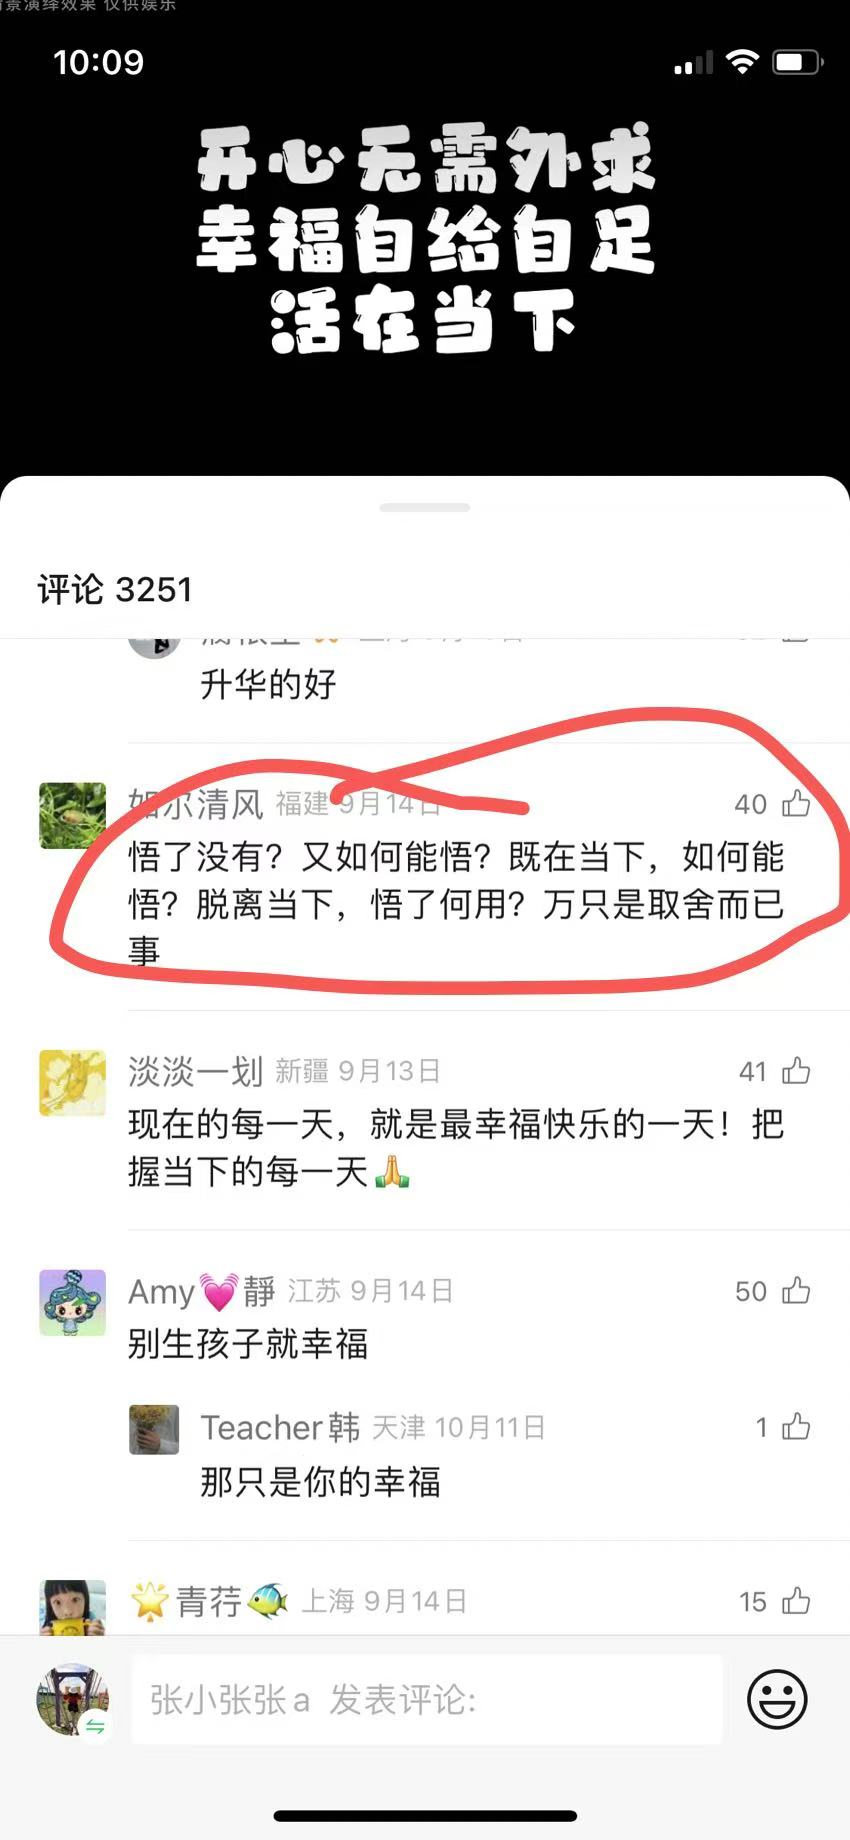 背景演绎效果 仅供娱乐
10:09
开心无需外求
幸福自给自足
活在当下
评论 3251
升华的好
如尔清风 福建 9月14日 40
悟了没有？又如何能悟？既在当下，如何能
悟？脱离当下，悟了何用？万只是取舍而已
事
淡淡一划 新疆 9月13日 41
现在的每一天，就是最幸福快乐的一天！把
握当下的每一天🙏
Amy💓靜 江苏 9月14日 50
别生孩子就幸福
Teacher韩 天津 10月11日 1
那只是你的幸福
🌟青荇🐠 上海 9月14日 15
张小张张a 发表评论: